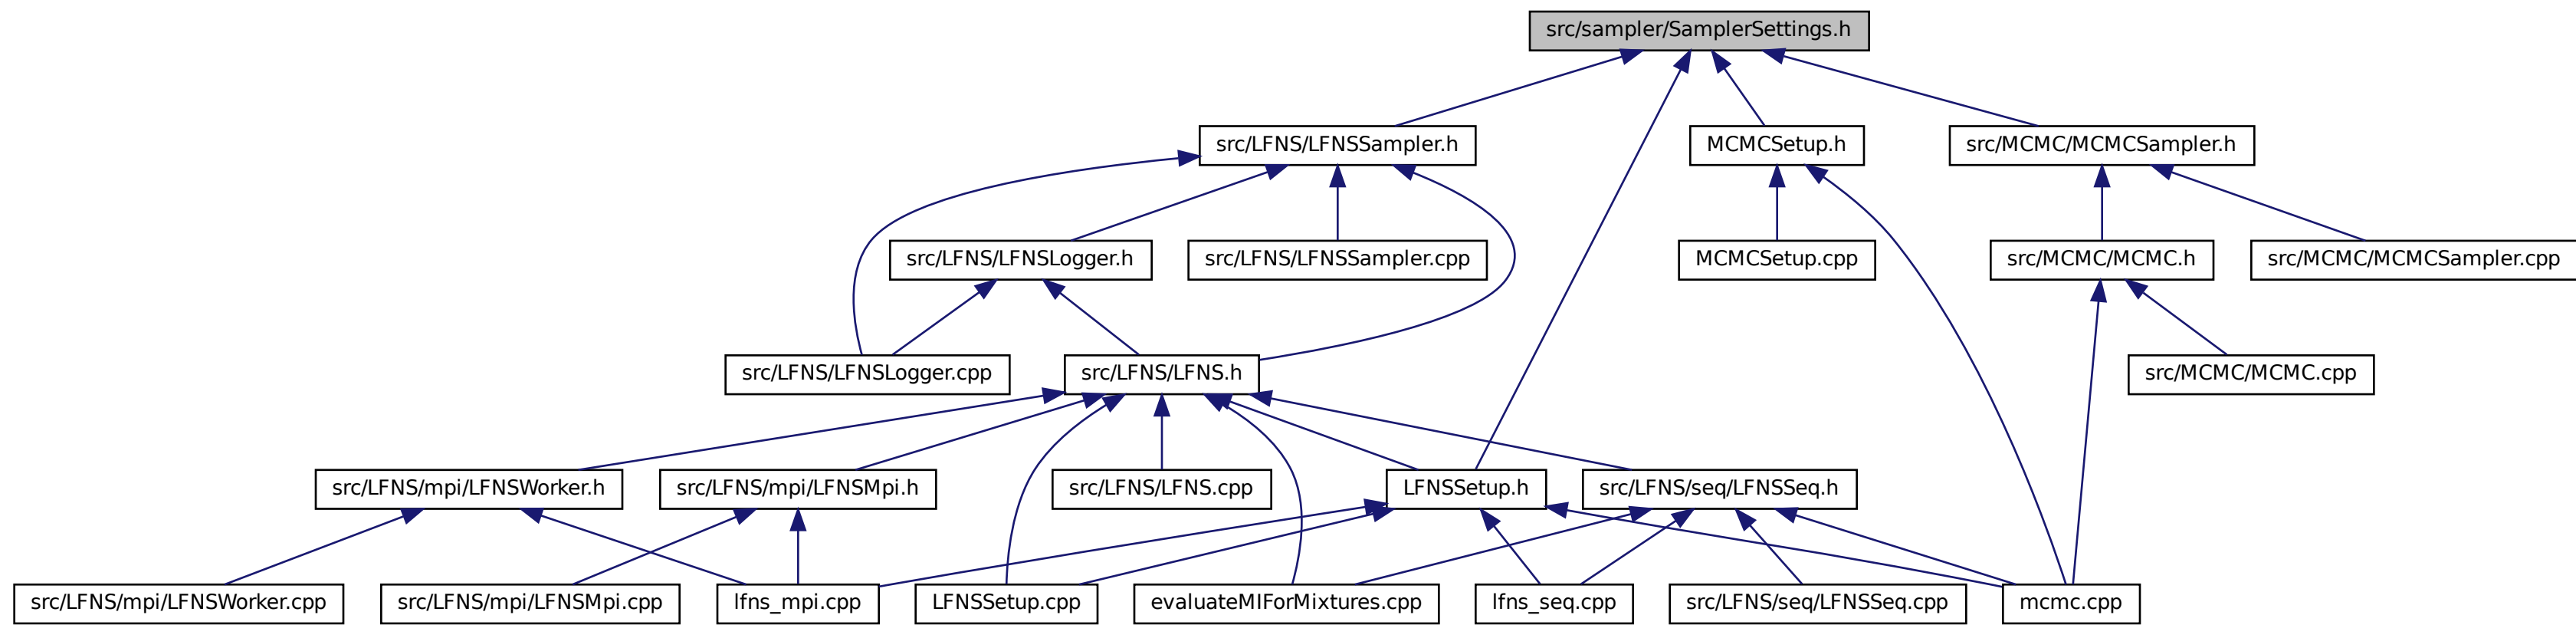 src/sampler/SamplerSettings.h
src/LFNS/LFNSSampler.h
MCMCSetup.h
src/MCMC/MCMCSampler.h
src/LFNS/LFNSLogger.h
src/LFNS/LFNSSampler.cpp
MCMCSetup.cpp
src/MCMC/MCMC.h
src/MCMC/MCMCSampler.cpp
src/LFNS/LFNSLogger.cpp
src/LFNS/LFNS.h
src/MCMC/MCMC.cpp
src/LFNS/mpi/LFNSWorker.h
src/LFNS/mpi/LFNSMpi.h
src/LFNS/LFNS.cpp
LFNSSetup.h
src/LFNS/seq/LFNSSeq.h
src/LFNS/mpi/LFNSWorker.cpp
src/LFNS/mpi/LFNSMpi.cpp
lfns_mpi.cpp
LFNSSetup.cpp
evaluateMIForMixtures.cpp
lfns_seq.cpp
src/LFNS/seq/LFNSSeq.cpp
mcmc.cpp